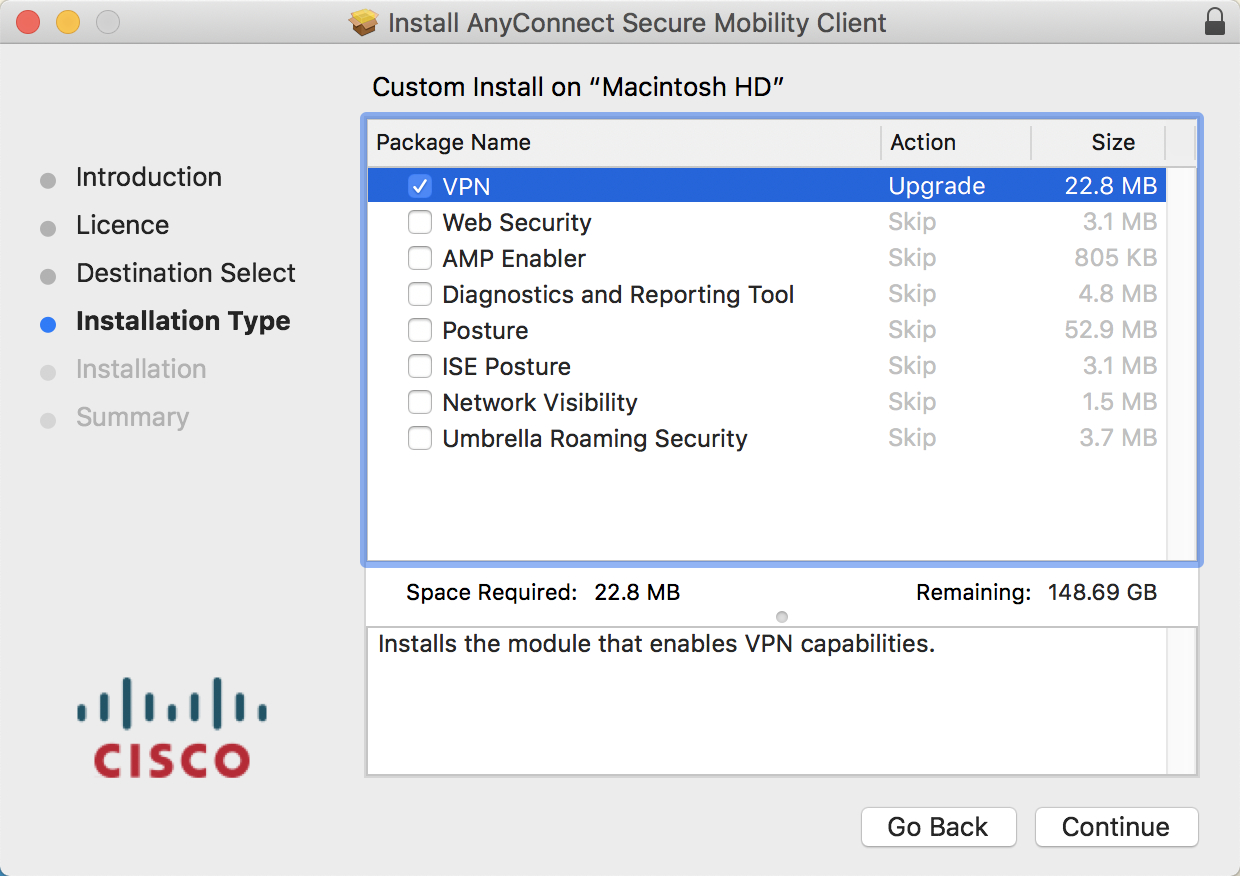 Install AnyConnect Secure Mobility Client
Custom Install on “Macintosh HD”
Introduction
Licence
Destination Select
Installation Type
Installation
Summary
Package Name Action Size
VPN Upgrade 22.8 MB
Web Security Skip 3.1 MB
AMP Enabler Skip 805 KB
Diagnostics and Reporting Tool Skip 4.8 MB
Posture Skip 52.9 MB
ISE Posture Skip 3.1 MB
Network Visibility Skip 1.5 MB
Umbrella Roaming Security Skip 3.7 MB
Space Required: 22.8 MB Remaining: 148.69 GB
Installs the module that enables VPN capabilities.
CISCO
Go Back Continue